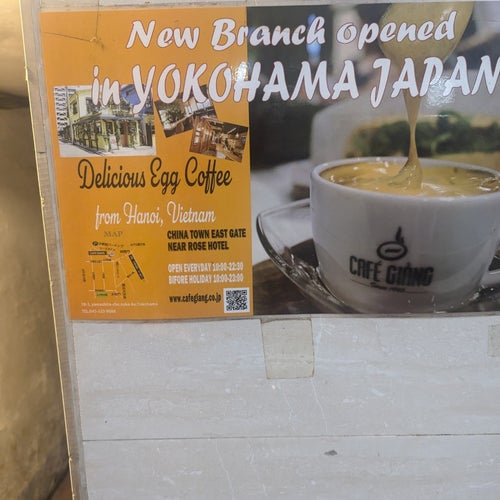 New Branch opened
in YOKOHAMA JAPAN
Delicious Egg Coffee
from Hanoi, Vietnam
MAP
CHINA TOWN EAST GATE
NEAR ROSE HOTEL
OPEN EVERYDAY 10:00-22:30
BIFORE HOLIDAY 10:00-23:00
www.cafegiang.co.jp
CAFÉ GIẢNG